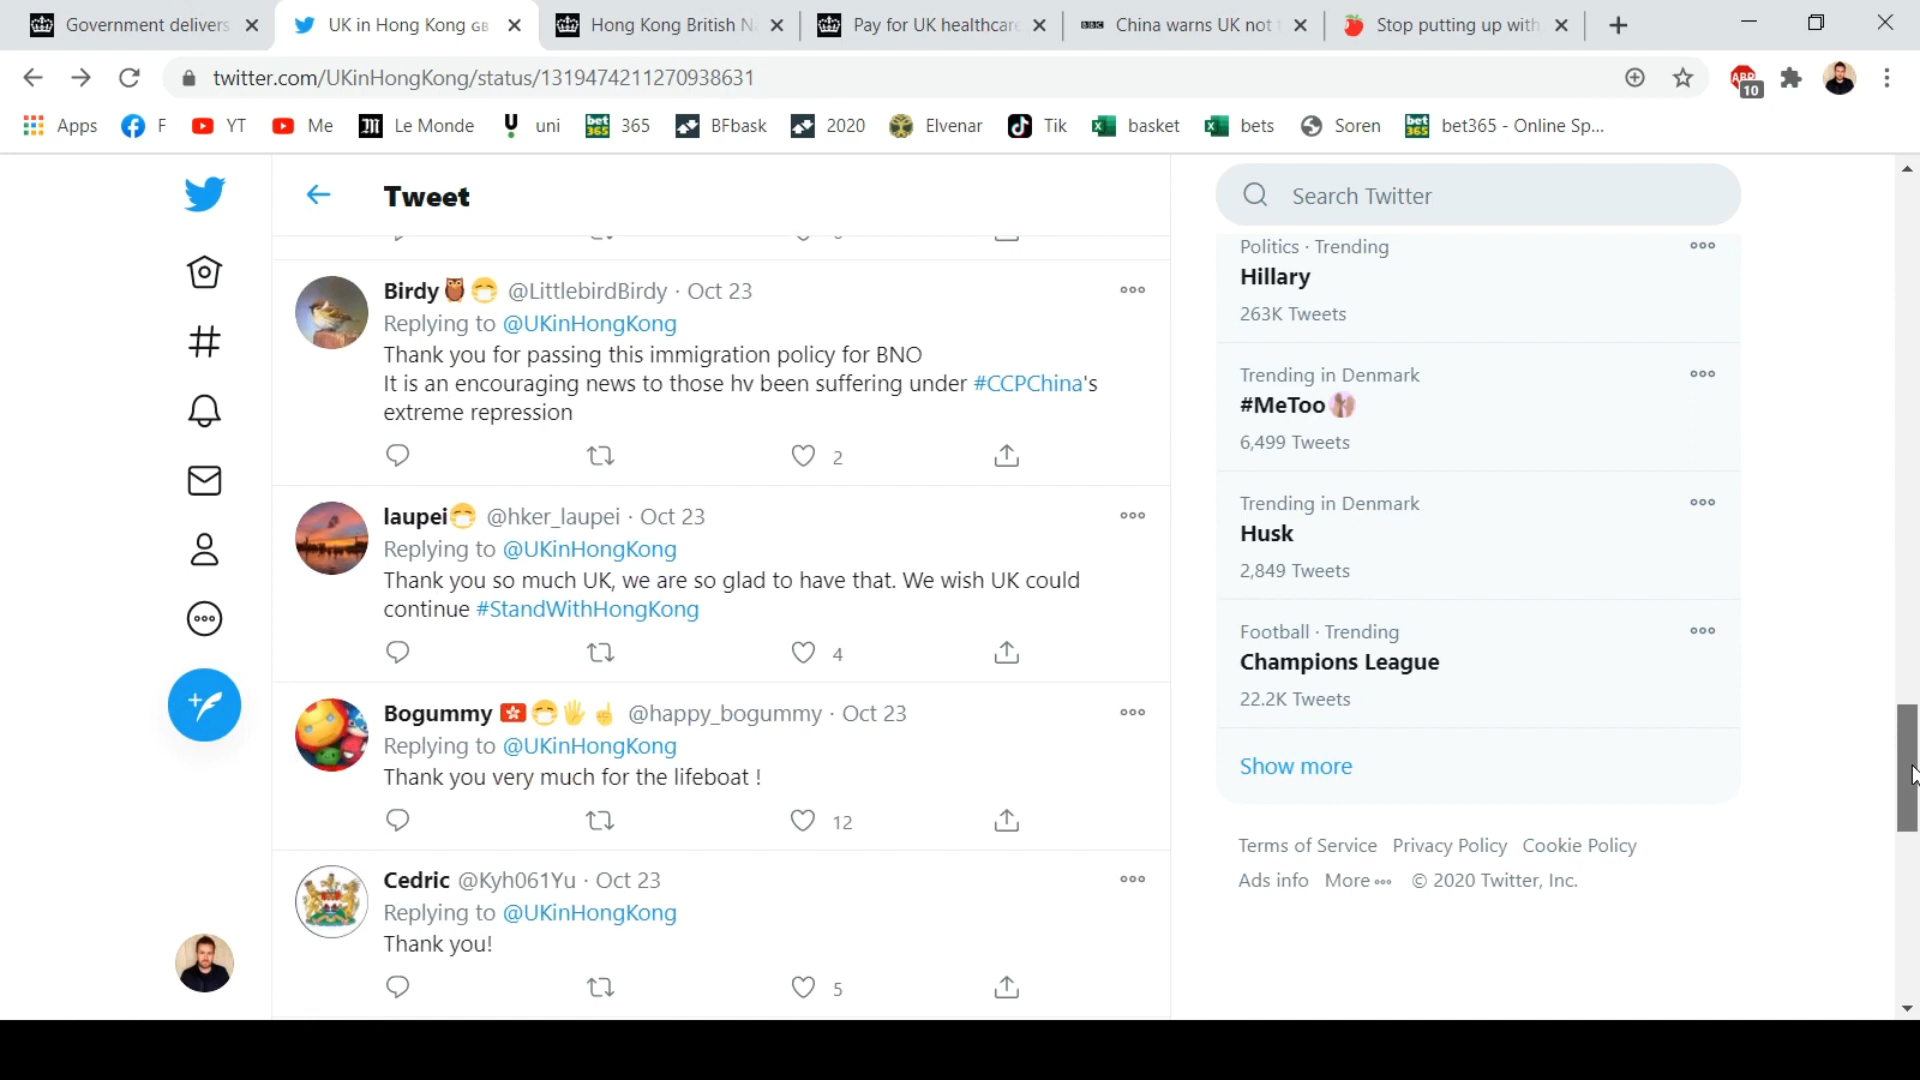 Government delivers
UK in Hong Kong GB
Hong Kong British N
Pay for UK healthcare
BBC China warns UK not t
Stop putting up with
twitter.com/UKinHongKong/status/1319474211270938631
ABP
10
Apps
F
YT
Me
Le Monde
uni
bet365 365
BFbask
2020
Elvenar
Tik
basket
bets
Soren
bet365 bet365 - Online Sp...
Tweet
Search Twitter
Birdy @LittlebirdBirdy · Oct 23
Replying to @UKinHongKong
Thank you for passing this immigration policy for BNO
It is an encouraging news to those hv been suffering under #CCPChina's
extreme repression
2
laupei @hker_laupei · Oct 23
Replying to @UKinHongKong
Thank you so much UK, we are so glad to have that. We wish UK could
continue #StandWithHongKong
4
Bogummy @happy_bogummy · Oct 23
Replying to @UKinHongKong
Thank you very much for the lifeboat !
12
Cedric @Kyh061Yu · Oct 23
Replying to @UKinHongKong
Thank you!
5
Politics · Trending
Hillary
263K Tweets
Trending in Denmark
#MeToo
6,499 Tweets
Trending in Denmark
Husk
2,849 Tweets
Football · Trending
Champions League
22.2K Tweets
Show more
Terms of Service Privacy Policy Cookie Policy
Ads info More © 2020 Twitter, Inc.